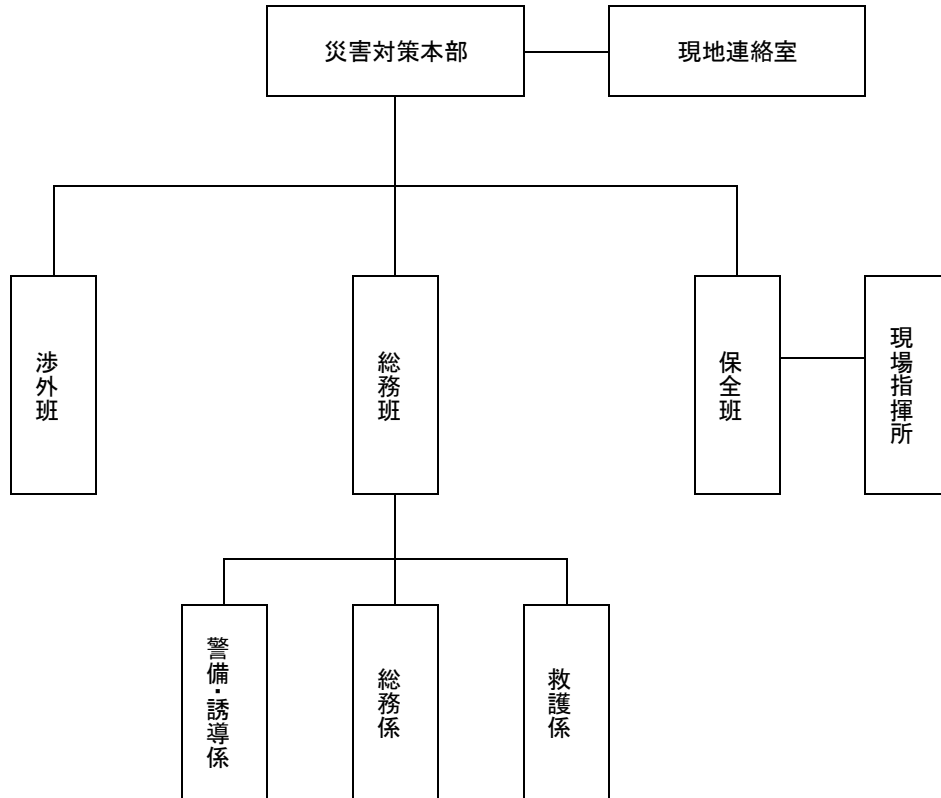 災害対策本部
現地連絡室
渉外班
総務班
保全班
現場指揮所
警備・誘導係
総務係
救護係